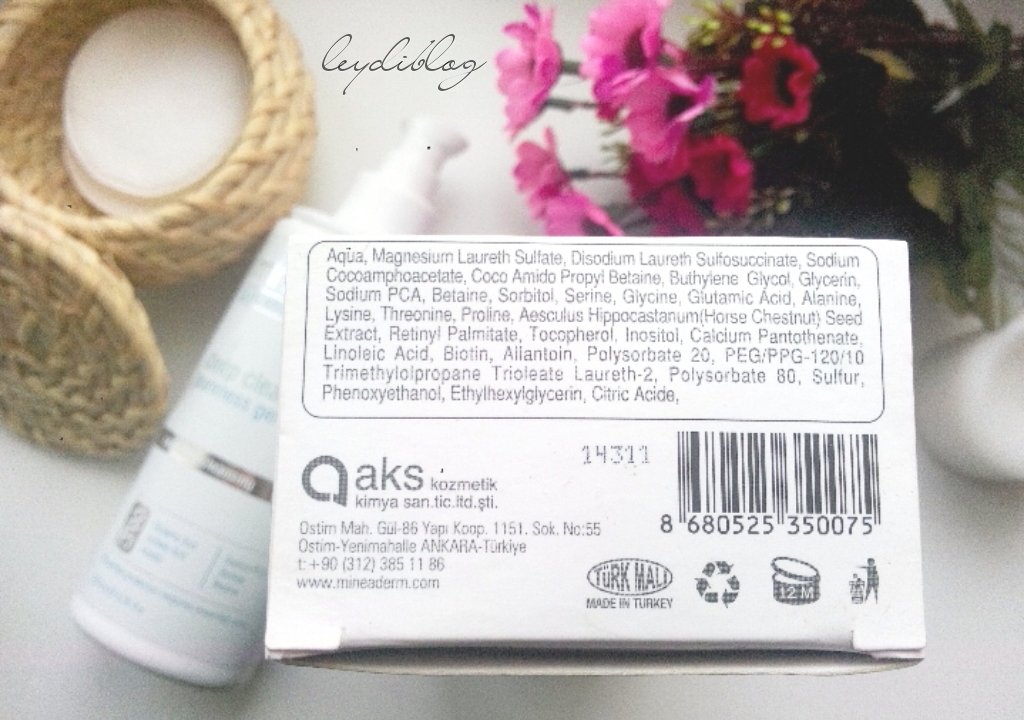 leydiblog
Aqua, Magnesium Laureth Sulfate, Disodium Laureth Sulfosuccinate, Sodium
Cocoamphoacetate, Coco Amido Propyl Betaine, Buthylene Glycol, Glycerin,
Sodium PCA, Betaine, Sorbitol, Serine, Glycine, Glutamic Acid, Alanine,
Lysine, Threonine, Proline, Aesculus Hippocastanum(Horse Chestnut) Seed
Extract, Retinyl Palmitate, Tocopherol, Inositol, Calcium Pantothenate,
Linoleic Acid, Biotin, Allantoin, Polysorbate 20, PEG/PPG-120/10
Trimethylolpropane Trioleate Laureth-2, Polysorbate 80, Sulfur,
Phenoxyethanol, Ethylhexylglycerin, Citric Acide,
14311
aks kozmetik
kimya san.tic.ltd.şti.
Ostim Mah. Gül-86 Yapı Koop. 1151. Sok. No:55
Ostim-Yenimahalle ANKARA-Türkiye
t: +90 (312) 385 11 86
www.mineaderm.com
8 680525 350075
TÜRK MALI
MADE IN TURKEY
12 M